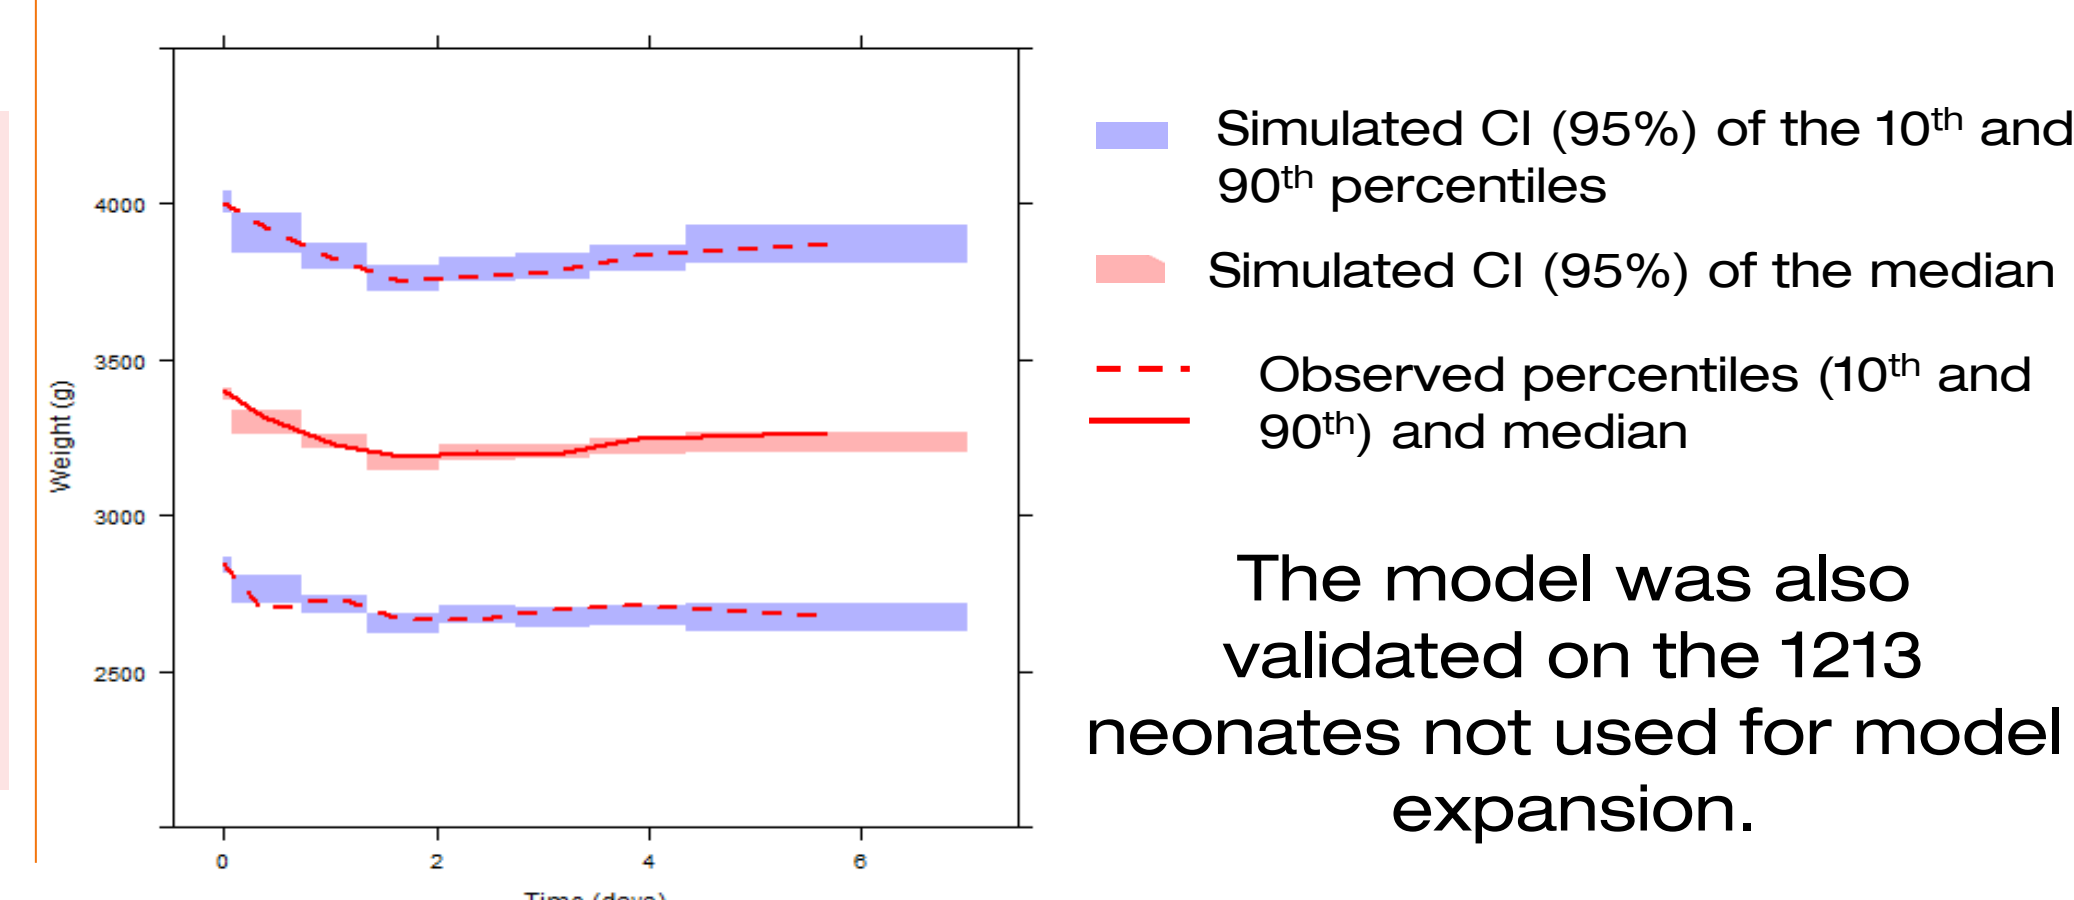 4000
3500
3000
2500
Weight (g)
0 2 4 6
Time (days)
Simulated CI (95%) of the 10th and
90th percentiles
Simulated CI (95%) of the median
Observed percentiles (10th and
90th) and median
The model was also
validated on the 1213
neonates not used for model
expansion.